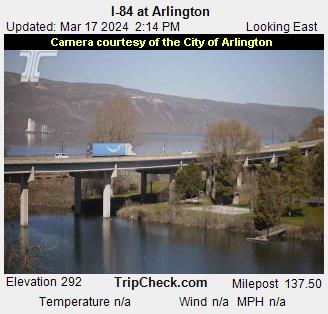 I-84 at Arlington
Updated: Mar 17 2024 2:14 PM Looking East
Camera courtesy of the City of Arlington
Elevation 292 TripCheck.com Milepost 137.50
Temperature n/a Wind n/a MPH n/a